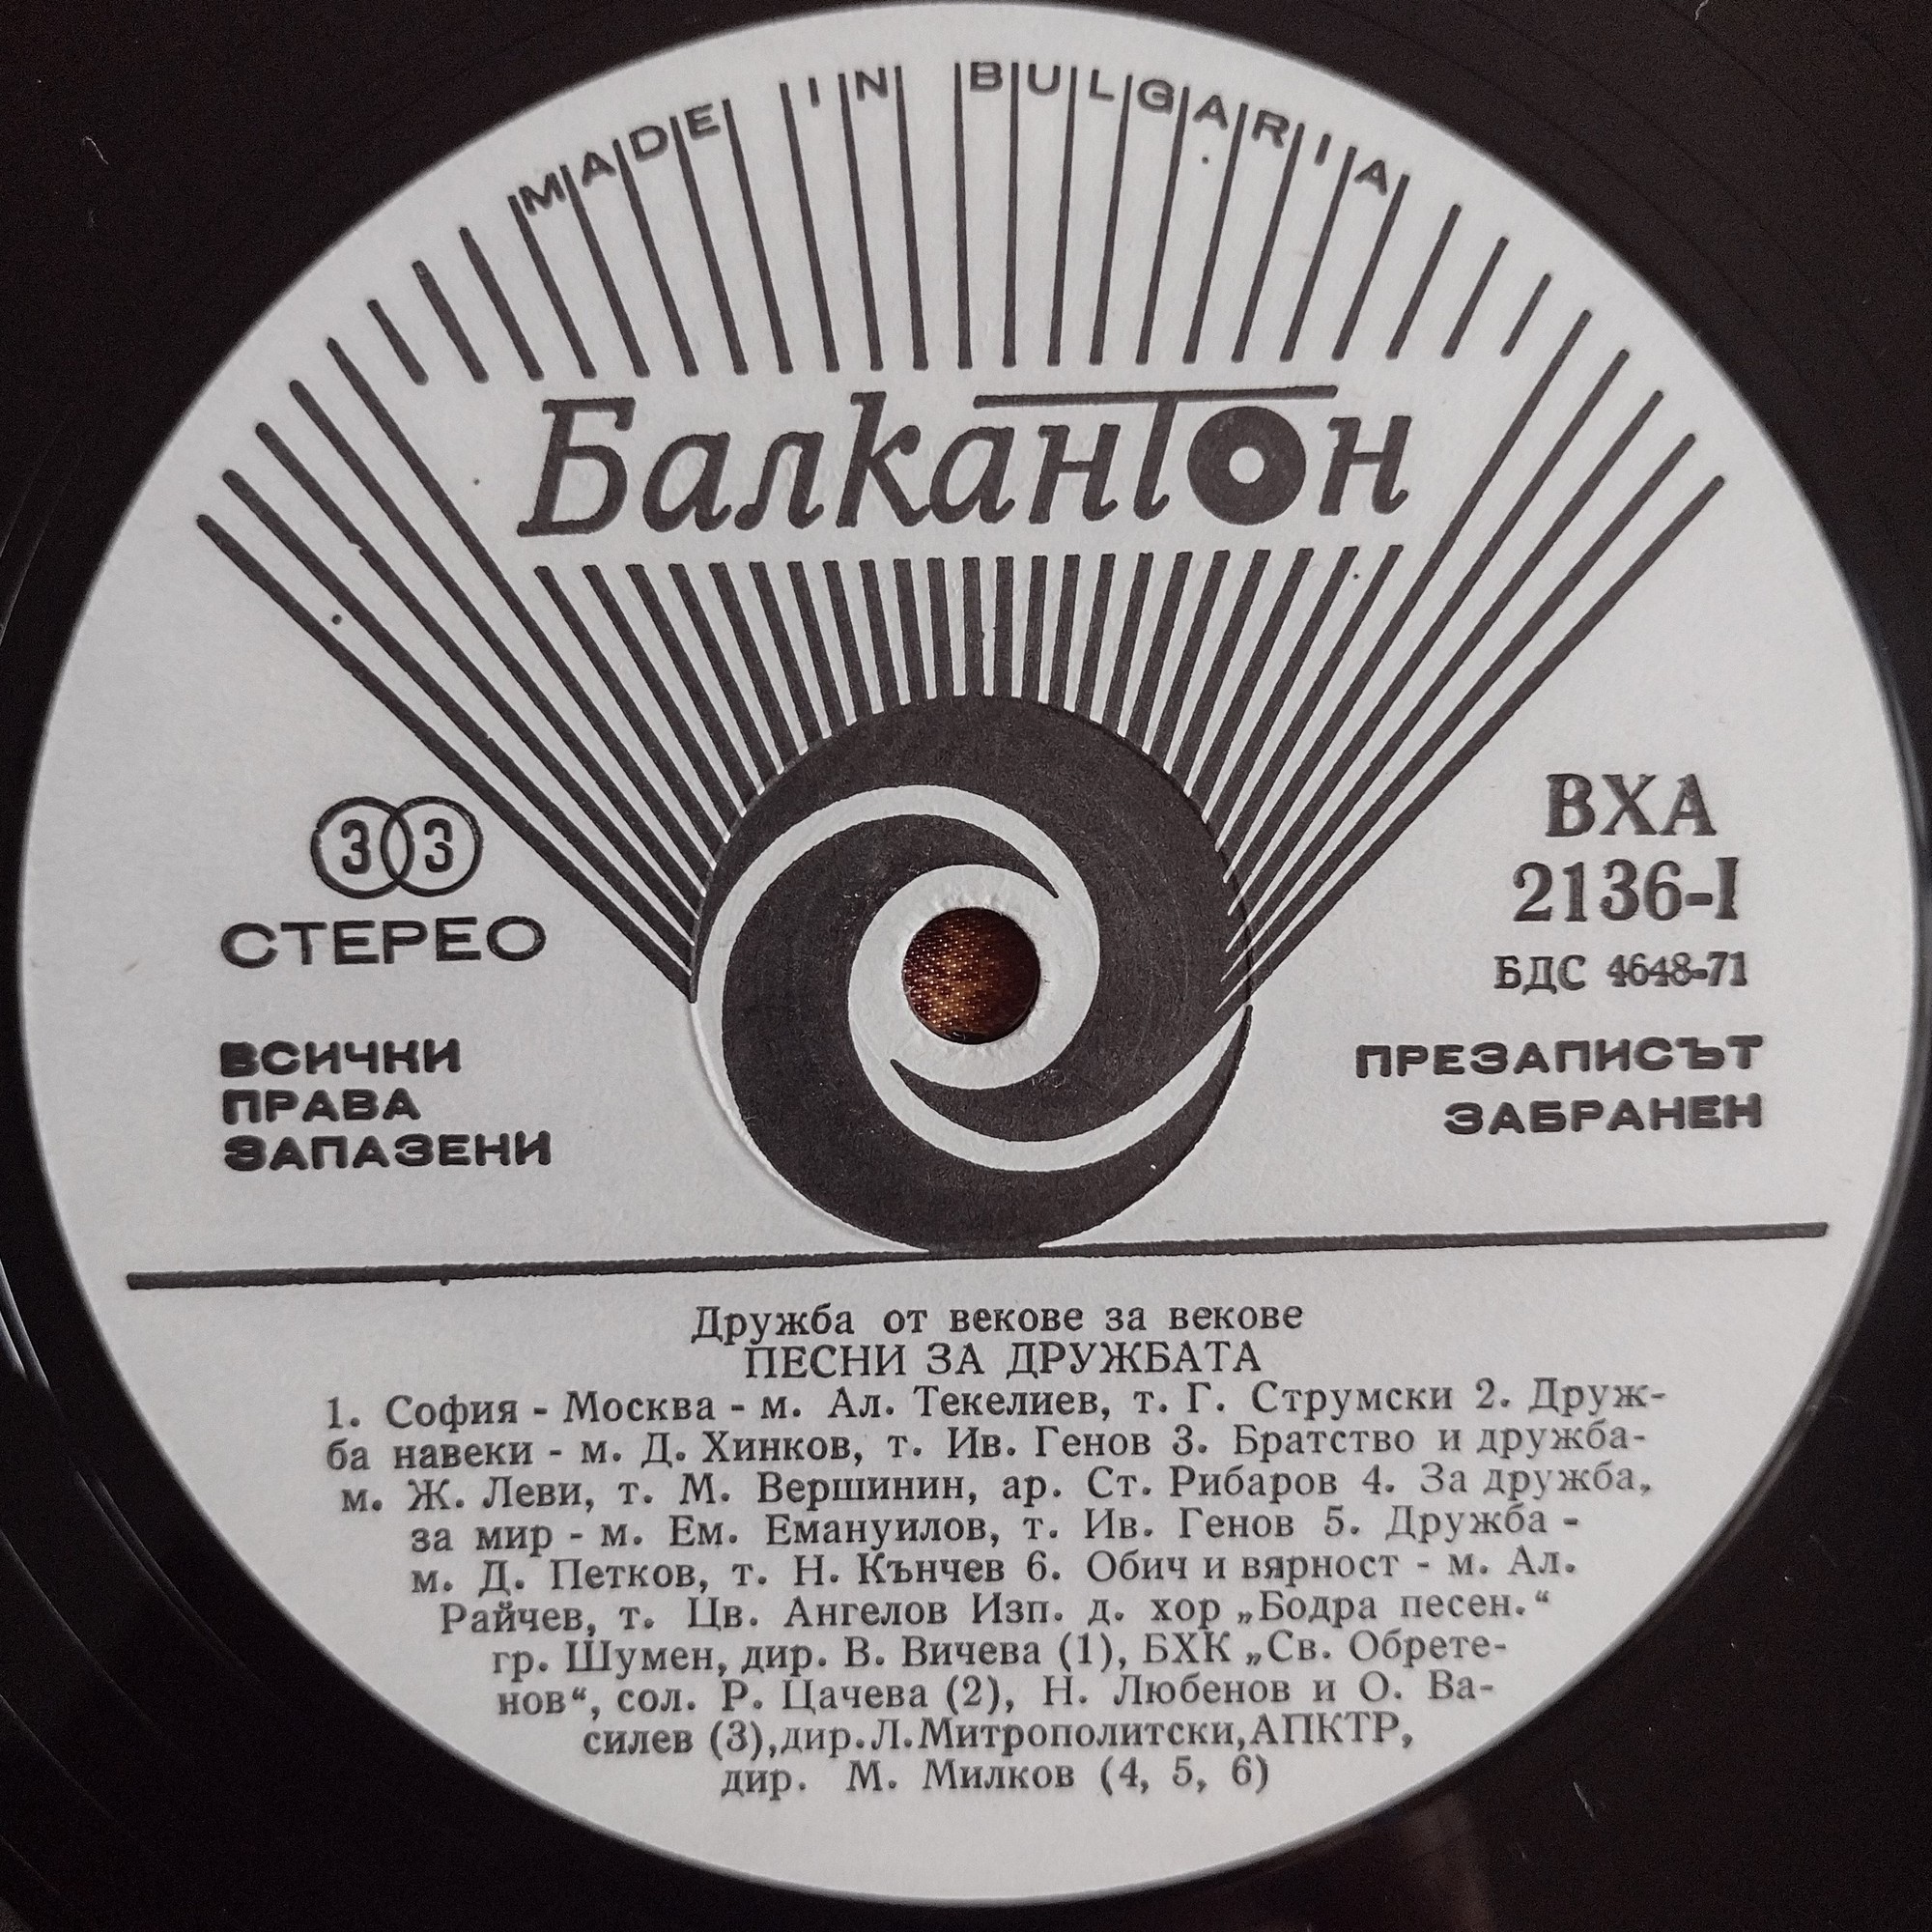 MADE IN BULGARIA
Балкантон
33
СТЕРЕО
ВСИЧКИ
ПРАВА
ЗАПАЗЕНИ
ВХА
2136-I
БДС 4648-71
ПРЕЗАПИСЪТ
ЗАБРАНЕН
Дружба от векове за векове
ПЕСНИ ЗА ДРУЖБАТА
1. София - Москва - м. Ал. Текелиев, т. Г. Струмски 2. Друж-
ба навеки - м. Д. Хинков, т. Ив. Генов 3. Братство и дружба-
м. Ж. Леви, т. М. Вершинин, ар. Ст. Рибаров 4. За дружба,
за мир - м. Ем. Емануилов, т. Ив. Генов 5. Дружба -
м. Д. Петков, т. Н. Кънчев 6. Обич и вярност - м. Ал.
Райчев, т. Цв. Ангелов Изп. д. хор „Бодра песен.“
гр. Шумен, дир. В. Вичева (1), БХК „Св. Обрете-
нов“, сол. Р. Цачева (2), Н. Любенов и О. Ва-
силев (3),дир.Л.Митрополитски,АПКТР,
дир. М. Милков (4, 5, 6)